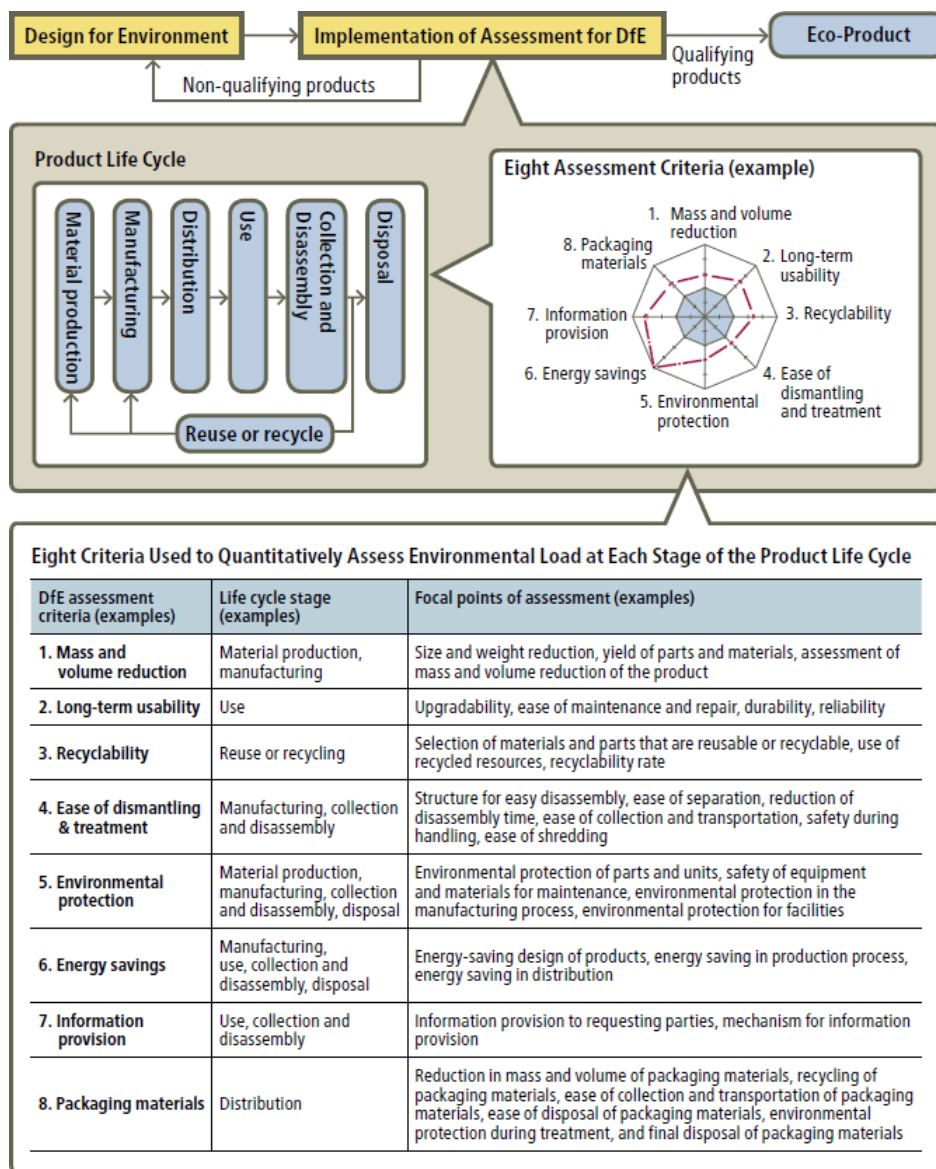 Design for Environment
Implementation of Assessment for DfE
Eco-Product
Non-qualifying products
Qualifying
products
Product Life Cycle
Material production
Manufacturing
Distribution
Use
Collection and
Disassembly
Disposal
Reuse or recycle
Eight Assessment Criteria (example)
1. Mass and volume
reduction
2. Long-term
usability
3. Recyclability
4. Ease of
dismantling
and treatment
5. Environmental
protection
6. Energy savings
7. Information
provision
8. Packaging
materials
Eight Criteria Used to Quantitatively Assess Environmental Load at Each Stage of the Product Life Cycle
DfE assessment
criteria (examples)
Life cycle stage
(examples)
Focal points of assessment (examples)
1. Mass and
volume reduction
Material production,
manufacturing
Size and weight reduction, yield of parts and materials, assessment of
mass and volume reduction of the product
2. Long-term usability
Use
Upgradability, ease of maintenance and repair, durability, reliability
3. Recyclability
Reuse or recycling
Selection of materials and parts that are reusable or recyclable, use of
recycled resources, recyclability rate
4. Ease of dismantling
& treatment
Manufacturing, collection
and disassembly
Structure for easy disassembly, ease of separation, reduction of
disassembly time, ease of collection and transportation, safety during
handling, ease of shredding
5. Environmental
protection
Material production,
manufacturing, collection
and disassembly, disposal
Environmental protection of parts and units, safety of equipment
and materials for maintenance, environmental protection in the
manufacturing process, environmental protection for facilities
6. Energy savings
Manufacturing,
use, collection and
disassembly, disposal
Energy-saving design of products, energy saving in production process,
energy saving in distribution
7. Information
provision
Use, collection and
disassembly
Information provision to requesting parties, mechanism for information
provision
8. Packaging materials
Distribution
Reduction in mass and volume of packaging materials, recycling of
packaging materials, ease of collection and transportation of packaging
materials, ease of disposal of packaging materials, environmental
protection during treatment, and final disposal of packaging materials